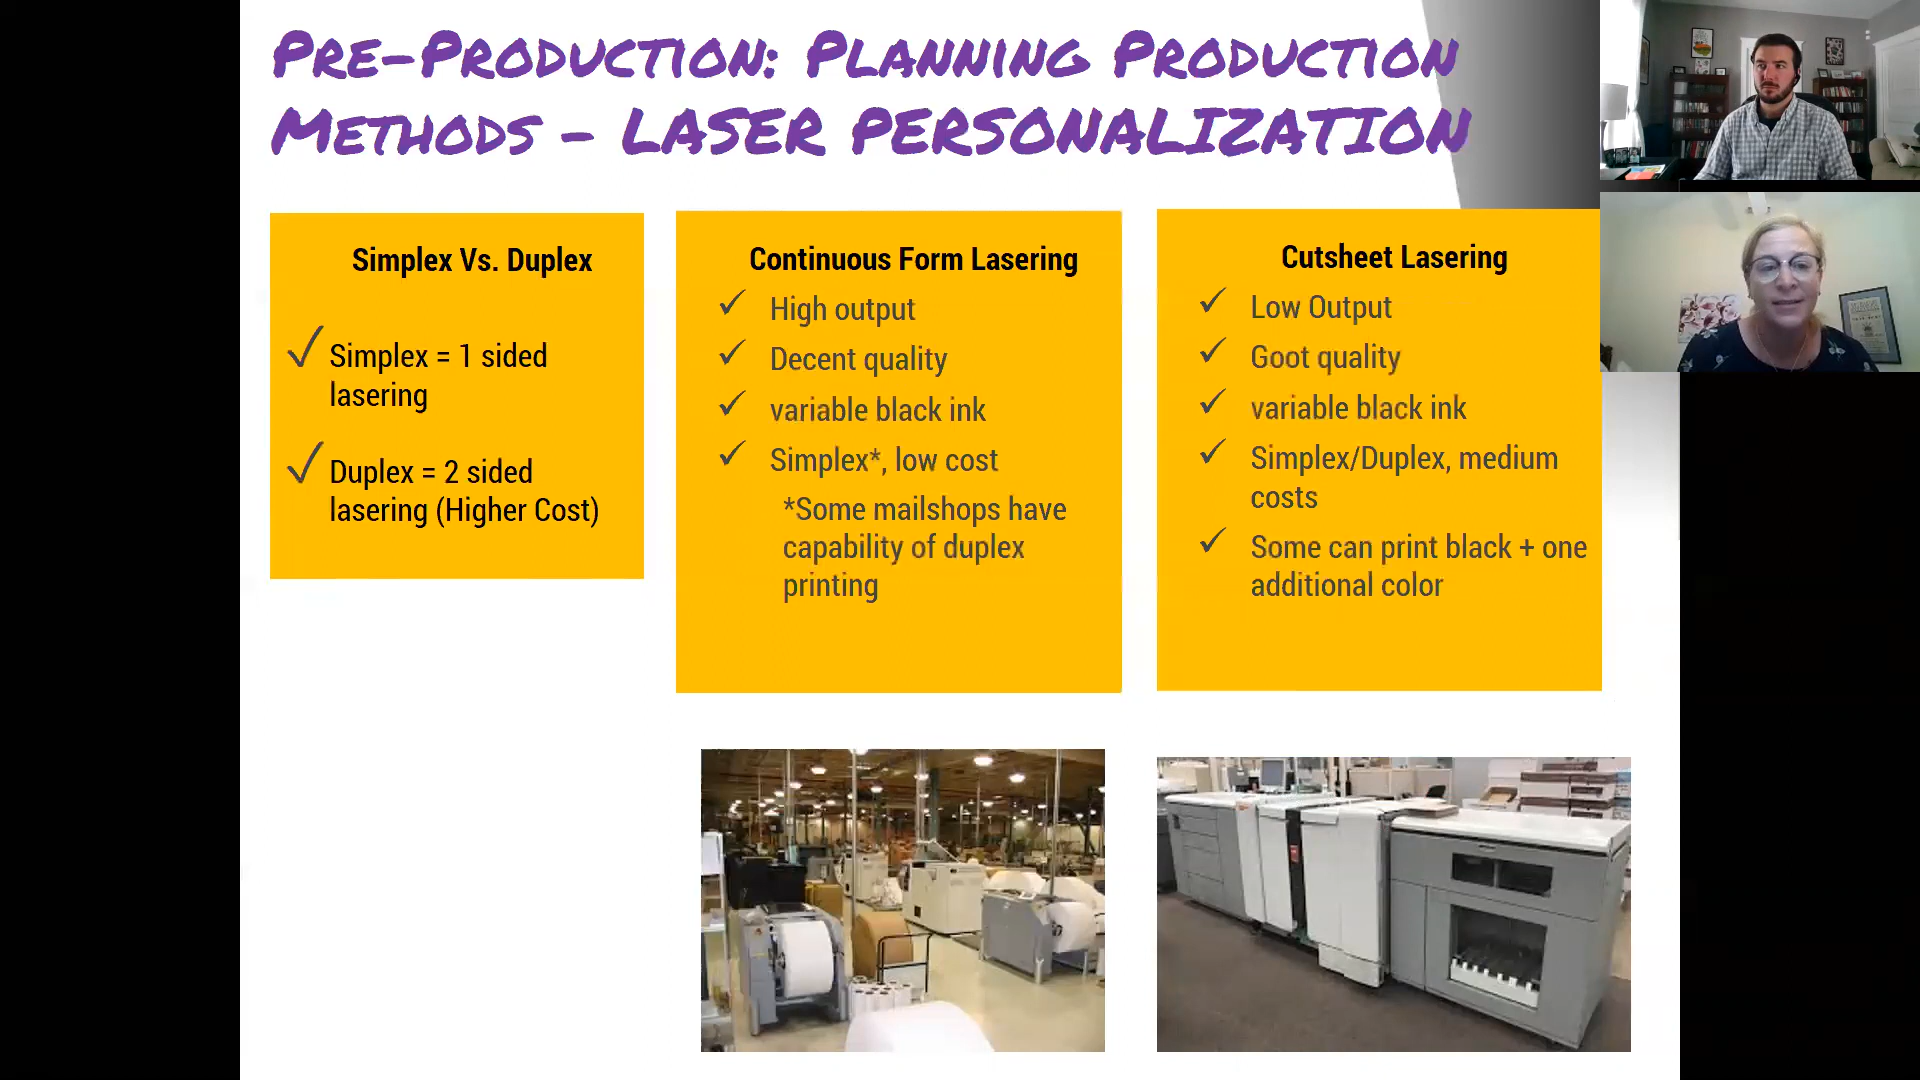 PRE-PRODUCTION: PLANNING PRODUCTION
METHODS - LASER PERSONALIZATION
Simplex Vs. Duplex
✓ Simplex = 1 sided
lasering
✓ Duplex = 2 sided
lasering (Higher Cost)
Continuous Form Lasering
✓ High output
✓ Decent quality
✓ variable black ink
✓ Simplex*, low cost
*Some mailshops have
capability of duplex
printing
Cutsheet Lasering
✓ Low Output
✓ Goot quality
✓ variable black ink
✓ Simplex/Duplex, medium
costs
✓ Some can print black + one
additional color